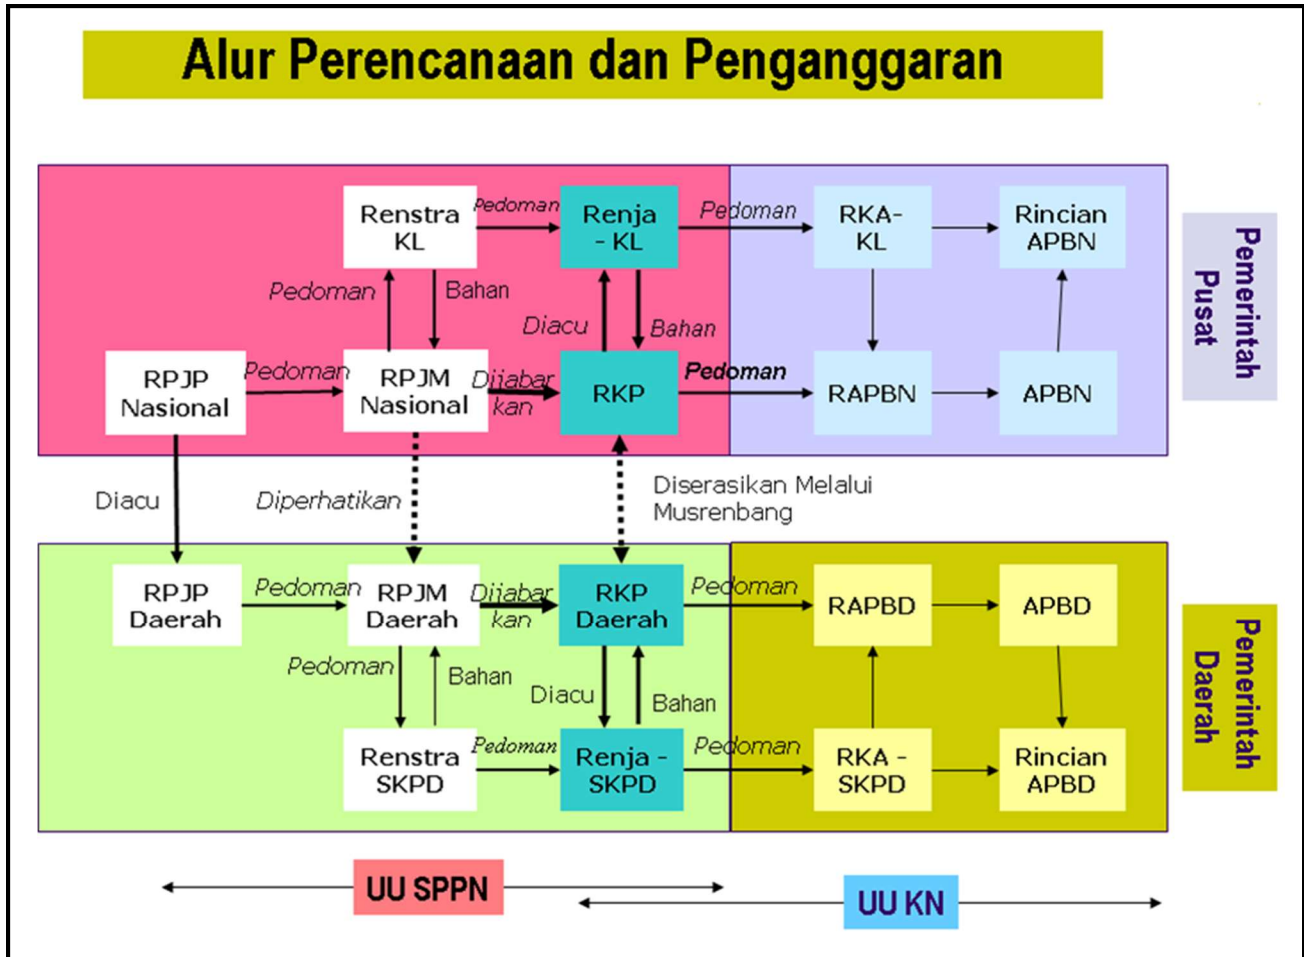 Alur Perencanaan dan Penganggaran
Renstra
KL
Pedoman
Renja
- KL
Pedoman
RKA-
KL
Rincian
APBN
Pemerintah
Pusat
Pedoman
Bahan
Diacu
Bahan
RPJP
Nasional
Pedoman
RPJM
Nasional
Dijabar
kan
RKP
Pedoman
RAPBN
APBN
Diacu
Diperhatikan
Diserasikan Melalui
Musrenbang
RPJP
Daerah
Pedoman
RPJM
Daerah
Dijabar
kan
RKP
Daerah
Pedoman
RAPBD
APBD
Pemerintah
Daerah
Pedoman
Bahan
Diacu
Bahan
Renstra
SKPD
Pedoman
Renja -
SKPD
Pedoman
RKA -
SKPD
Rincian
APBD
UU SPPN
UU KN